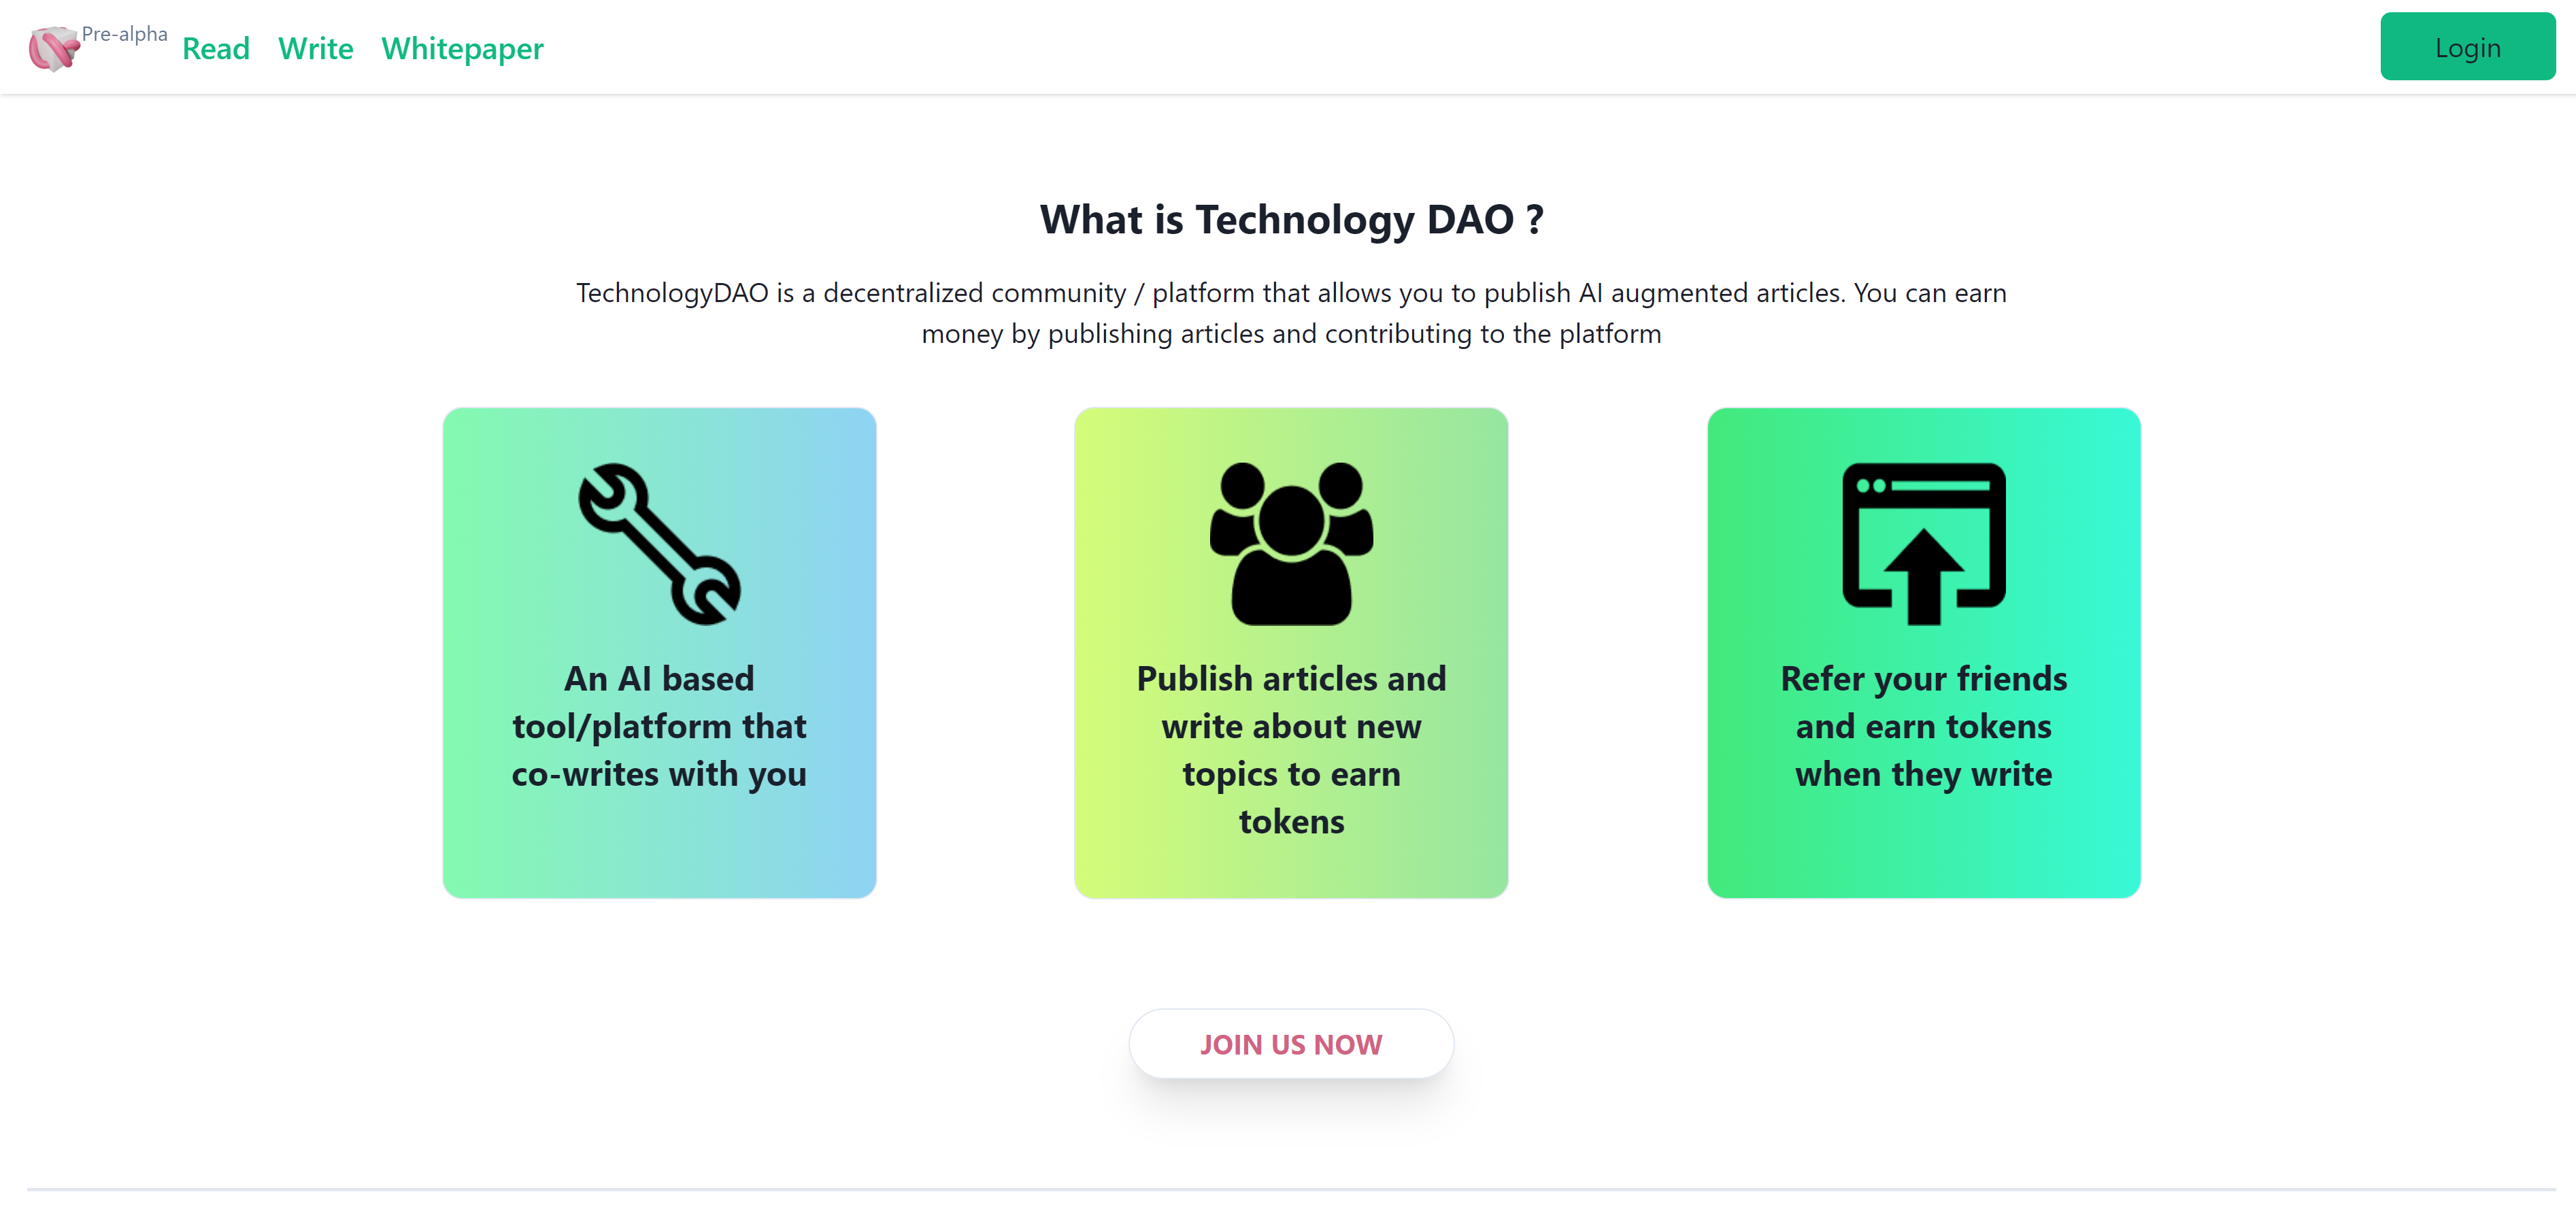 Pre-alpha
Read
Write
Whitepaper
Login
What is Technology DAO ?
TechnologyDAO is a decentralized community / platform that allows you to publish AI augmented articles. You can earn
money by publishing articles and contributing to the platform
An AI based
tool/platform that
co-writes with you
Publish articles and
write about new
topics to earn
tokens
Refer your friends
and earn tokens
when they write
JOIN US NOW